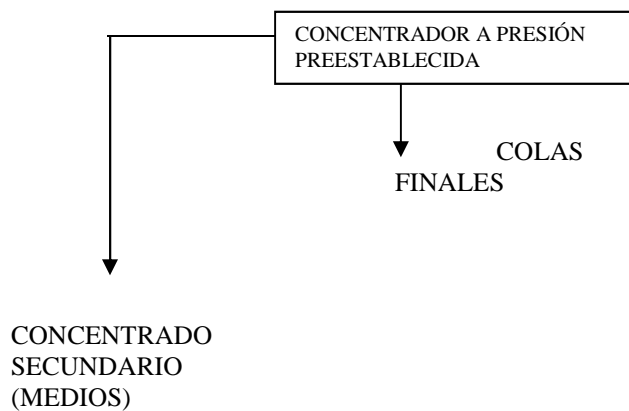 CONCENTRADOR A PRESIÓN
PREESTABLECIDA
COLAS
FINALES
CONCENTRADO
SECUNDARIO
(MEDIOS)